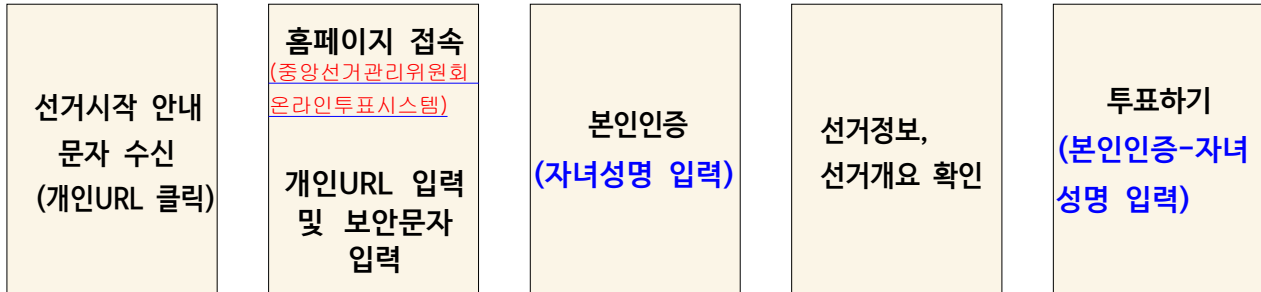 선거시작 안내
문자 수신
(개인URL 클릭)
홈페이지 접속
(중앙선거관리위원회
온라인투표시스템)
개인URL 입력
및 보안문자
입력
본인인증
(자녀성명 입력)
선거정보,
선거개요 확인
투표하기
(본인인증-자녀
성명 입력)